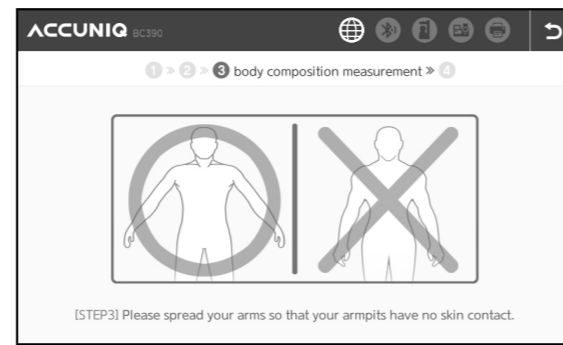 ACCUNIQ BC390
1 » 2 » 3 body composition measurement » 4
[STEP3] Please spread your arms so that your armpits have no skin contact.